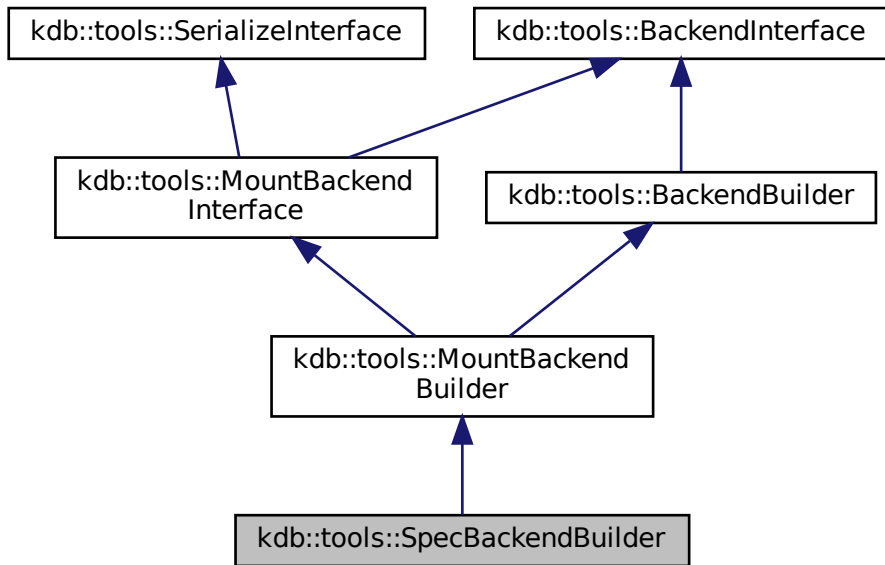 kdb::tools::SerializeInterface
kdb::tools::BackendInterface
kdb::tools::MountBackend
Interface
kdb::tools::BackendBuilder
kdb::tools::MountBackend
Builder
kdb::tools::SpecBackendBuilder